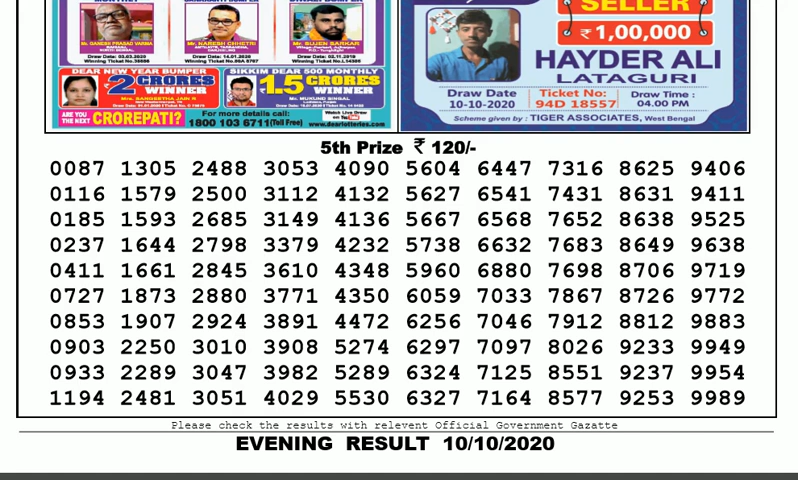 SELLER
₹1,00,000
HAYDER ALI
LATAGURI
Draw Date
10-10-2020
Ticket No:
94D 18557
Draw Time :
04.00 PM
Scheme given by : TIGER ASSOCIATES, West Bengal
Mr. NARESH CHHETRI
Mr. SUJEN SARKAR
DEAR NEW YEAR BUMPER
₹2 CRORES
WINNER
SIKKIM DEAR 500 MONTHLY
₹1.5 CRORES
WINNER
ARE YOU THE NEXT CROREPATI?
For more details call:
1800 103 6711(Toll Free)
Watch Live Draw
www.dearlotteries.com
5th Prize ₹ 120/-
0087 1305 2488 3053 4090 5604 6447 7316 8625 9406
0116 1579 2500 3112 4132 5627 6541 7431 8631 9411
0185 1593 2685 3149 4136 5667 6568 7652 8638 9525
0237 1644 2798 3379 4232 5738 6632 7683 8649 9638
0411 1661 2845 3610 4348 5960 6880 7698 8706 9719
0727 1873 2880 3771 4350 6059 7033 7867 8726 9772
0853 1907 2924 3891 4472 6256 7046 7912 8812 9883
0903 2250 3010 3908 5274 6297 7097 8026 9233 9949
0933 2289 3047 3982 5289 6324 7125 8551 9237 9954
1194 2481 3051 4029 5530 6327 7164 8577 9253 9989
Please check the results with relevent Official Government Gazatte
EVENING RESULT 10/10/2020